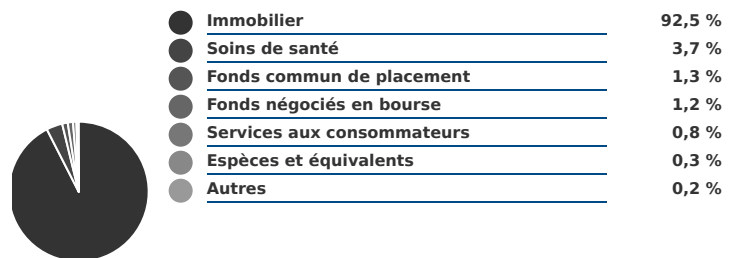 Immobilier 92,5 %
Soins de santé 3,7 %
Fonds commun de placement 1,3 %
Fonds négociés en bourse 1,2 %
Services aux consommateurs 0,8 %
Espèces et équivalents 0,3 %
Autres 0,2 %